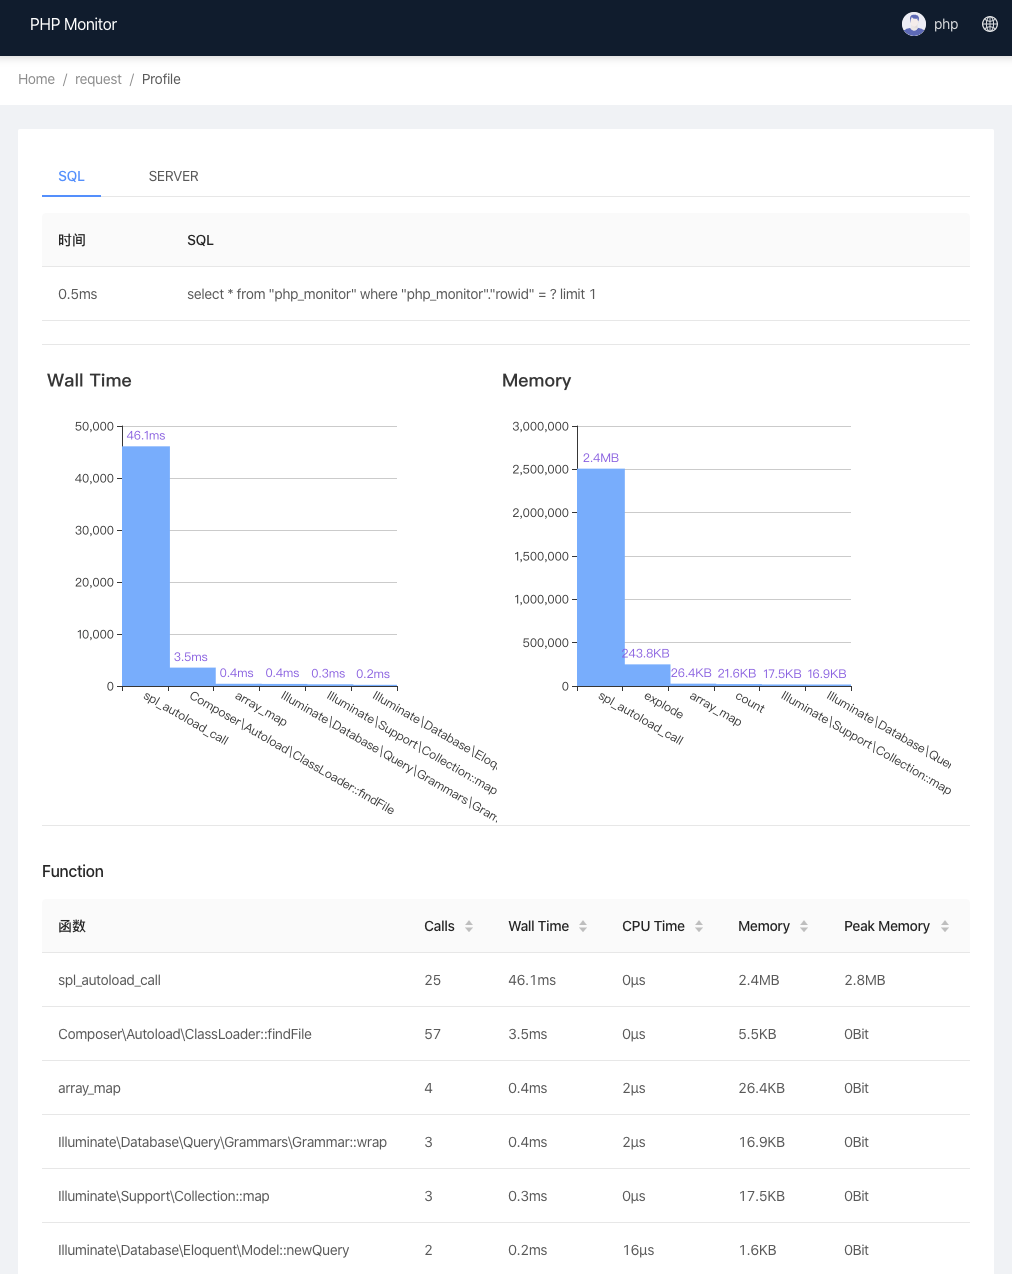 PHP Monitor
php
Home / request / Profile
SQL SERVER
时间 SQL
0.5ms select * from "php_monitor" where "php_monitor"."rowid" = ? limit 1
Wall Time
50,000
40,000
30,000
20,000
10,000
0
46.1ms
3.5ms
0.4ms
0.4ms
0.3ms
0.2ms
spl_autoload_call
Composer\Autoload\ClassLoader::findFile
array_map
Illuminate\Database\Query\Grammars\Gram
Illuminate\Support\Collection::map
Illuminate\Database\Eloq
Memory
3,000,000
2,500,000
2,000,000
1,500,000
1,000,000
500,000
0
2.4MB
243.8KB
26.4KB
21.6KB
17.5KB
16.9KB
spl_autoload_call
explode
array_map
count
Illuminate\Support\Collection::map
Illuminate\Database\Que
Function
函数 Calls Wall Time CPU Time Memory Peak Memory
spl_autoload_call 25 46.1ms 0μs 2.4MB 2.8MB
Composer\Autoload\ClassLoader::findFile 57 3.5ms 0μs 5.5KB 0Bit
array_map 4 0.4ms 2μs 26.4KB 0Bit
Illuminate\Database\Query\Grammars\Grammar::wrap 3 0.4ms 2μs 16.9KB 0Bit
Illuminate\Support\Collection::map 3 0.3ms 0μs 17.5KB 0Bit
Illuminate\Database\Eloquent\Model::newQuery 2 0.2ms 16μs 1.6KB 0Bit